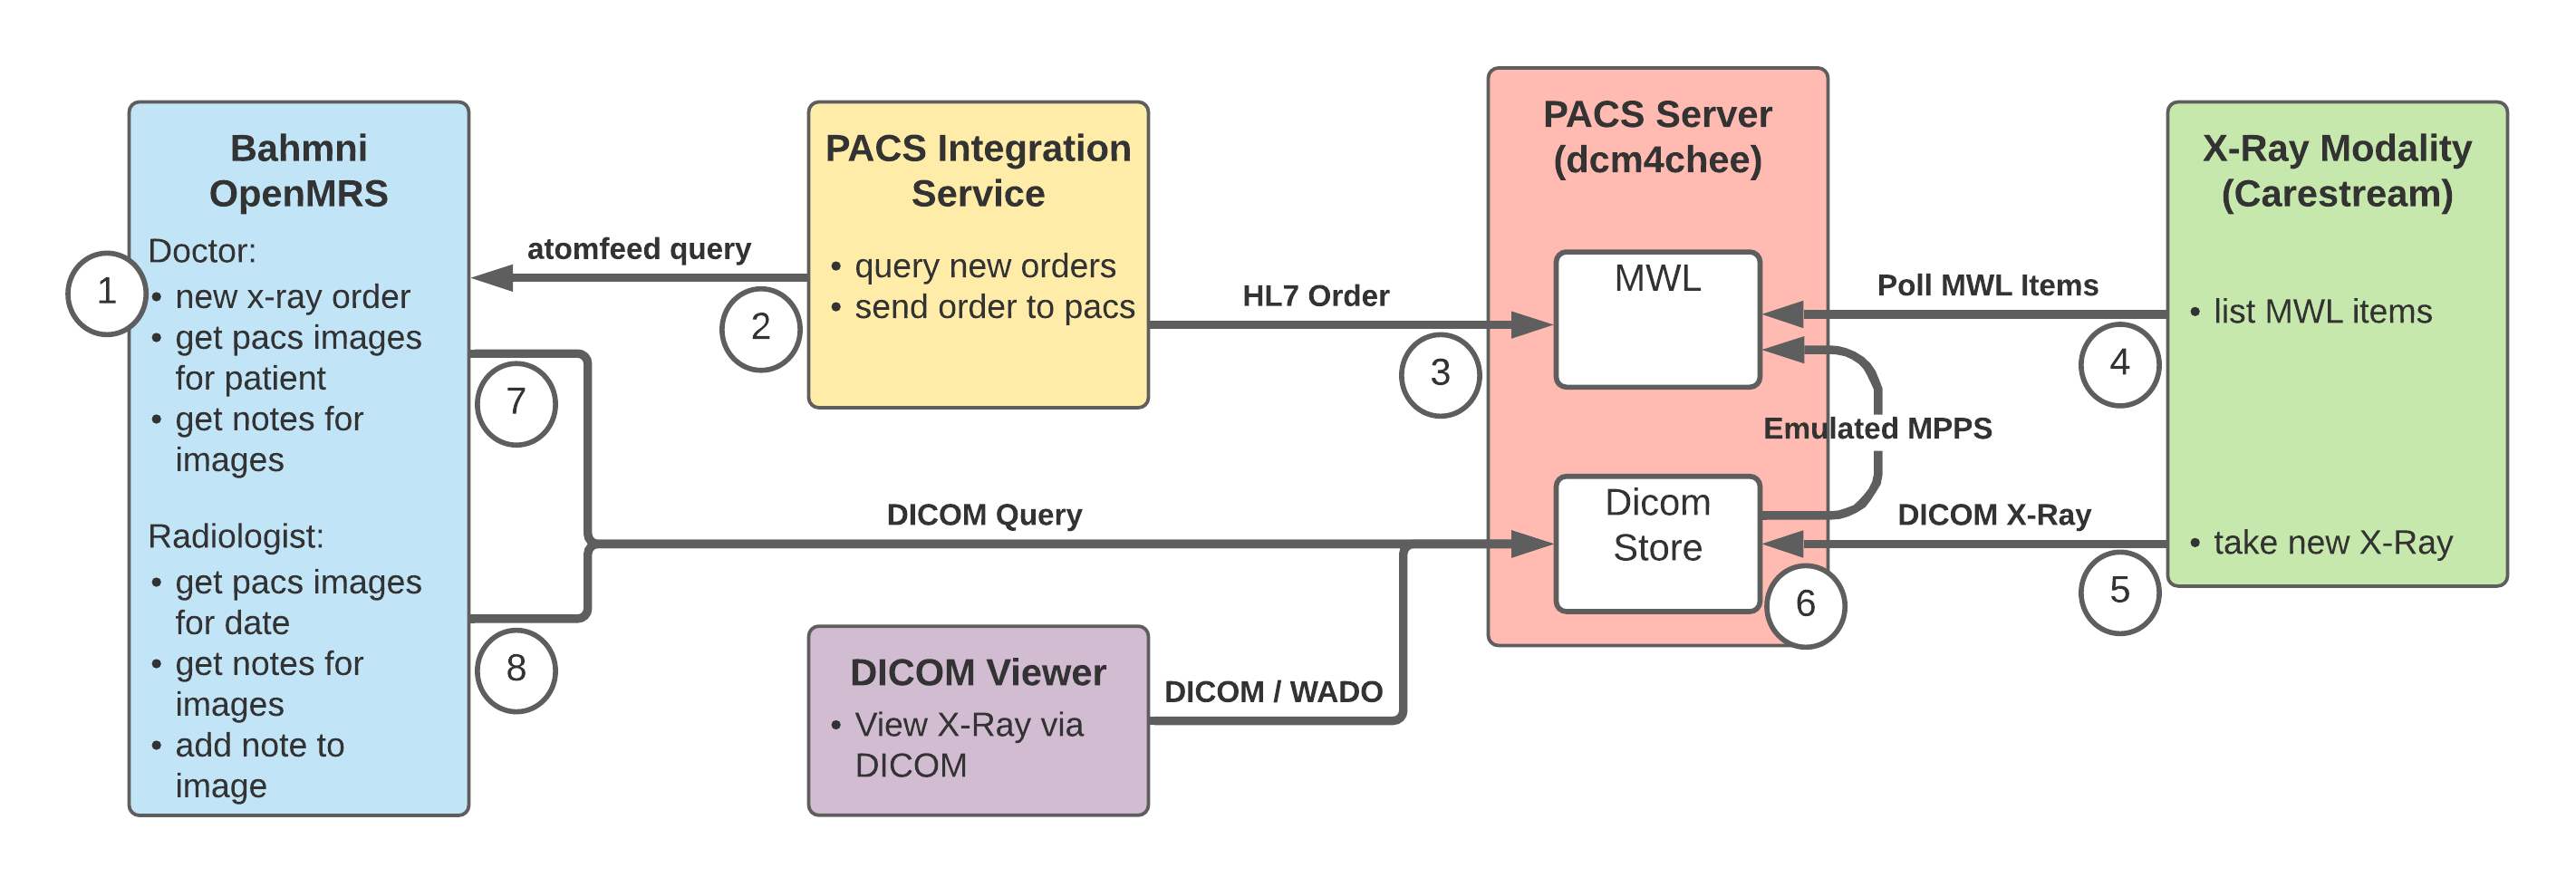 Bahmni
OpenMRS
Doctor:
• new x-ray order
• get pacs images
for patient
• get notes for
images
Radiologist:
• get pacs images
for date
• get notes for
images
• add note to
image
1
atomfeed query
2
7
8
PACS Integration
Service
• query new orders
• send order to pacs
HL7 Order
3
DICOM Query
DICOM Viewer
• View X-Ray via
DICOM
DICOM / WADO
PACS Server
(dcm4chee)
MWL
Dicom
Store
Emulated MPPS
6
Poll MWL Items
4
DICOM X-Ray
5
X-Ray Modality
(Carestream)
• list MWL items
• take new X-Ray